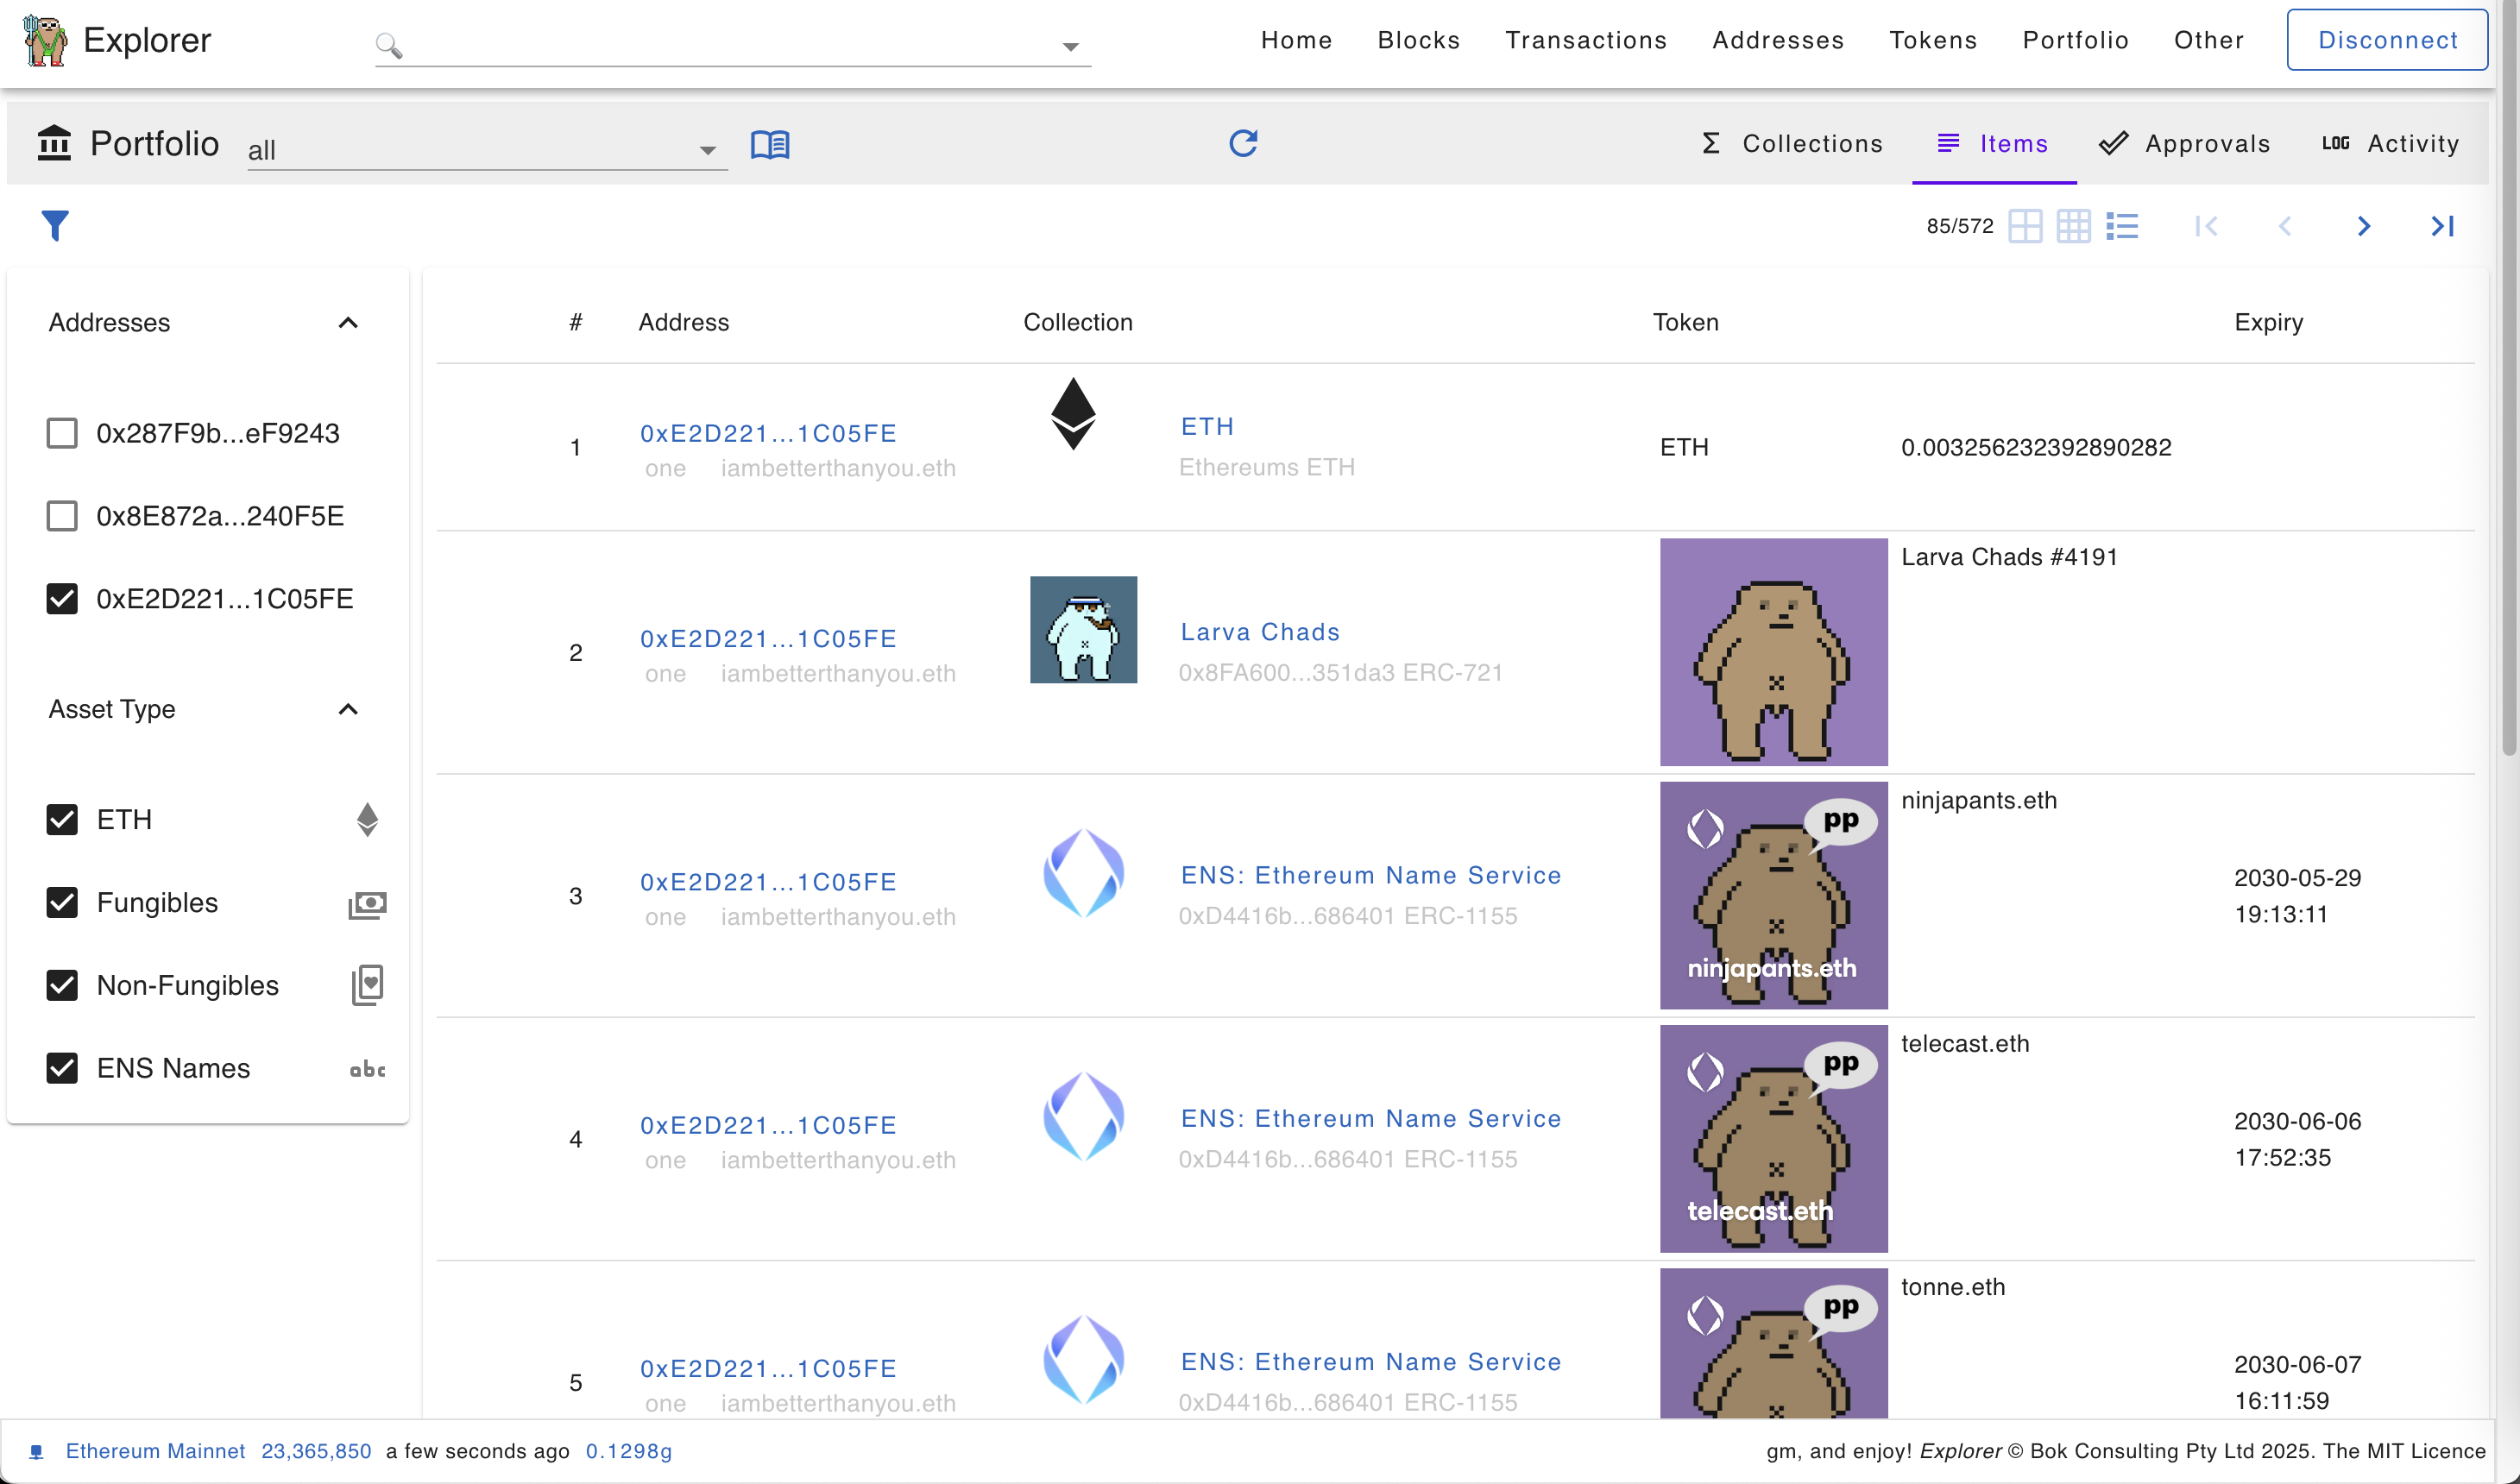 Explorer
Home Blocks Transactions Addresses Tokens Portfolio Other Disconnect
Portfolio all
Collections Items Approvals LOG Activity
85/572
Addresses
0x287F9b...eF9243
0x8E872a...240F5E
0xE2D221...1C05FE
Asset Type
ETH
Fungibles
Non-Fungibles
ENS Names abc
# Address Collection Token Expiry
1 0xE2D221...1C05FE ETH ETH 0.003256232392890282
one iambetterthanyou.eth Ethereums ETH
Larva Chads #4191
2 0xE2D221...1C05FE Larva Chads
one iambetterthanyou.eth 0x8FA600...351da3 ERC-721
pp ninjapants.eth
3 0xE2D221...1C05FE ENS: Ethereum Name Service 2030-05-29
one iambetterthanyou.eth 0xD4416b...686401 ERC-1155 19:13:11
ninjapants.eth
pp telecast.eth
4 0xE2D221...1C05FE ENS: Ethereum Name Service 2030-06-06
one iambetterthanyou.eth 0xD4416b...686401 ERC-1155 17:52:35
telecast.eth
pp tonne.eth
5 0xE2D221...1C05FE ENS: Ethereum Name Service 2030-06-07
one iambetterthanyou.eth 0xD4416b...686401 ERC-1155 16:11:59
Ethereum Mainnet 23,365,850 a few seconds ago 0.1298g
gm, and enjoy! Explorer © Bok Consulting Pty Ltd 2025. The MIT Licence